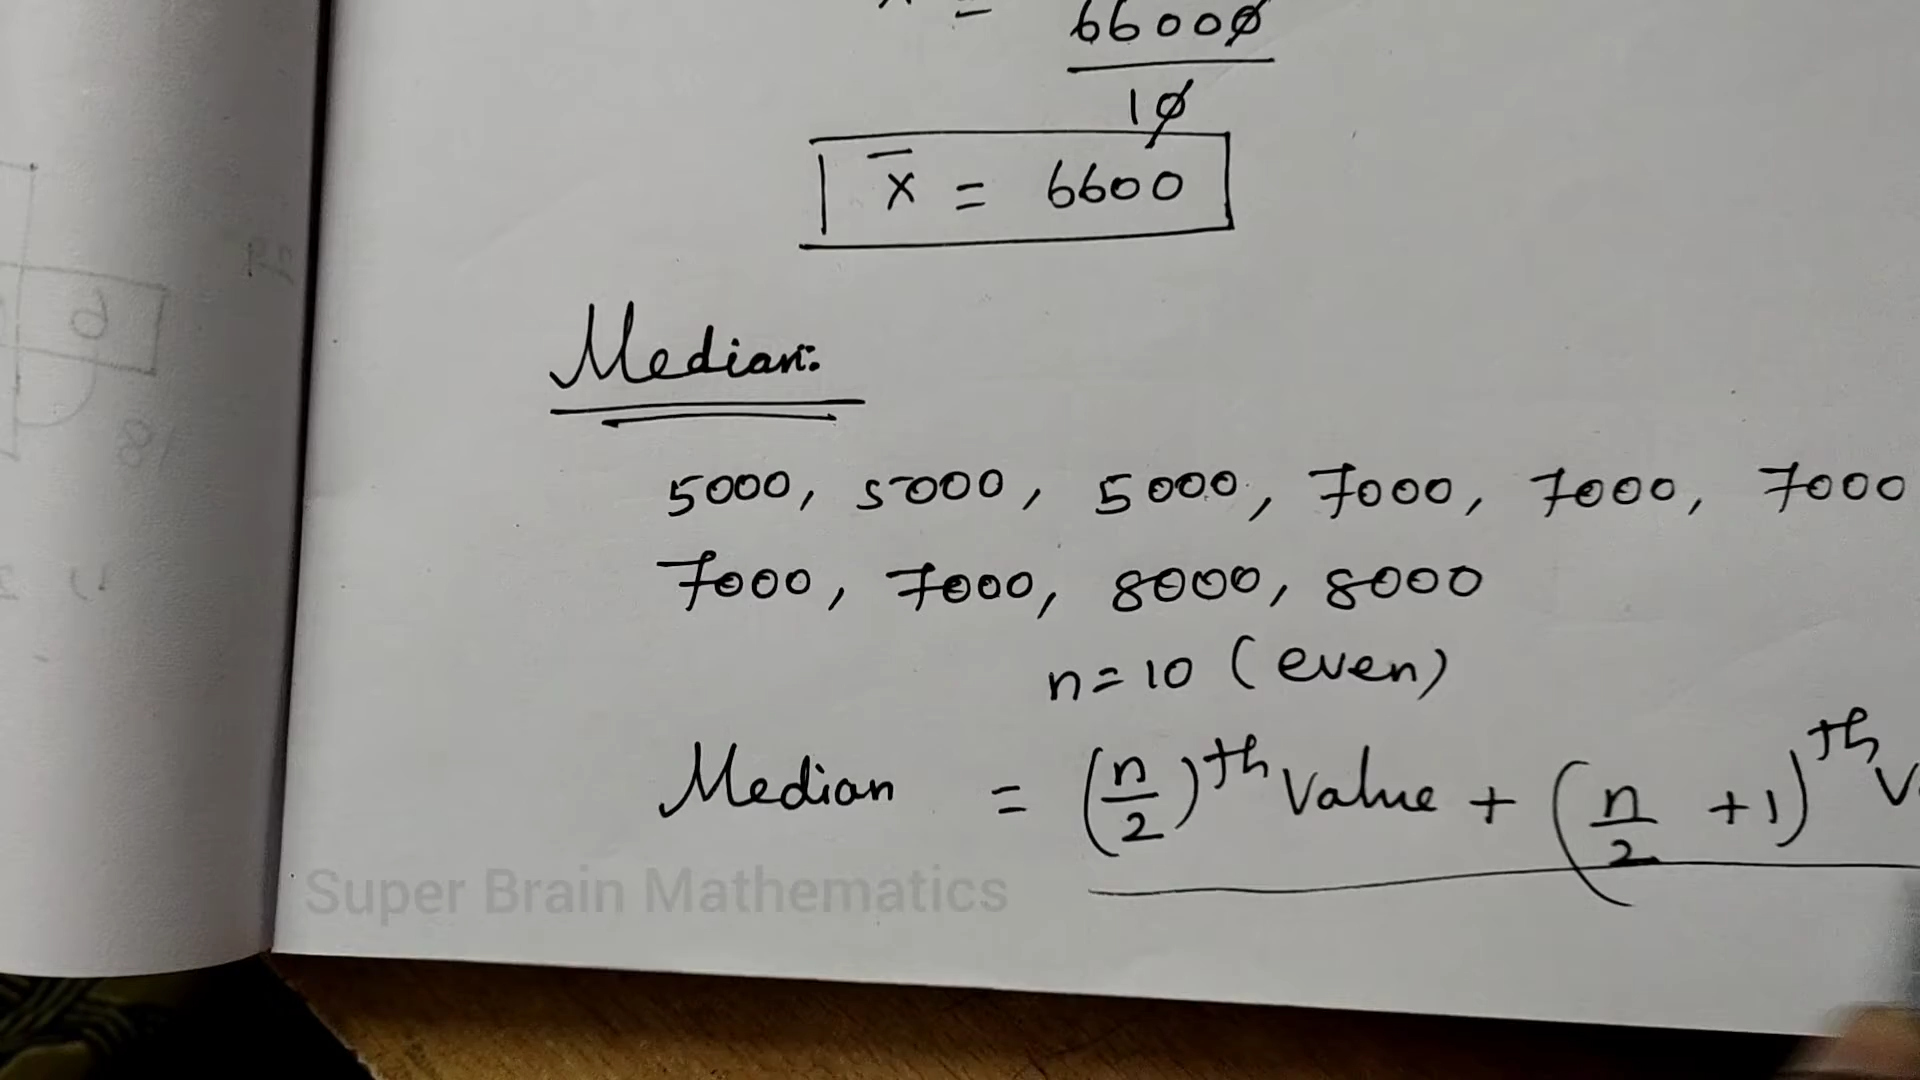 = 66000
10
x̄ = 6600
Median:
5000, 5000, 5000, 7000, 7000, 7000
7000, 7000, 8000, 8000
n=10 (even)
Median = (n/2)th Value + (n/2 +1)th V
Super Brain Mathematics